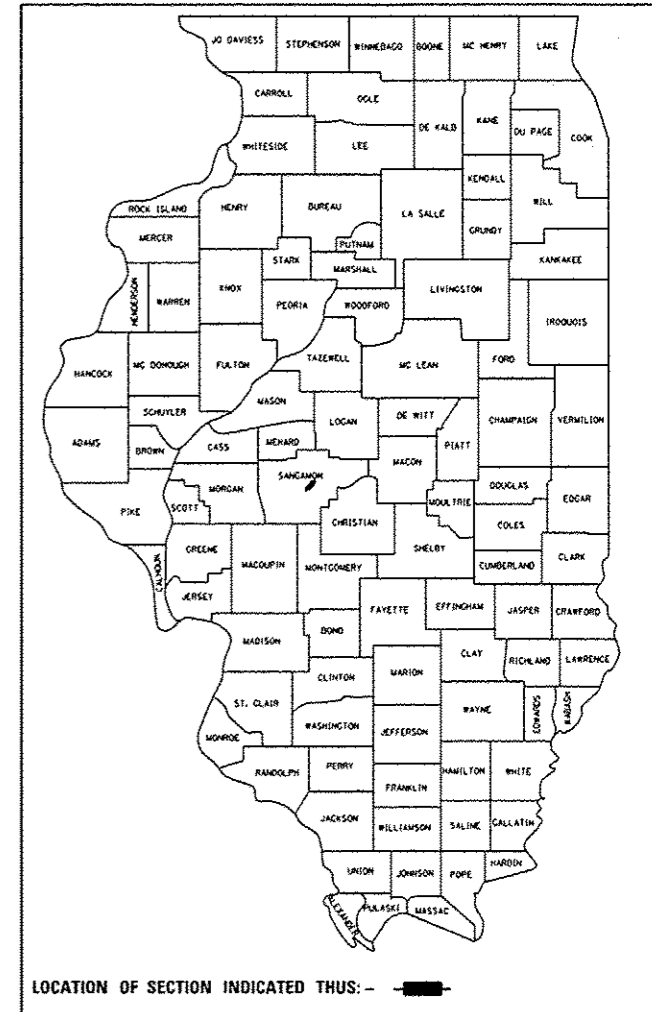 JO DAVIESS STEPHENSON WINNEBAGO BOONE MC HENRY LAKE
CARROLL OGLE DE KALB KANE DU PAGE COOK
WHITESIDE LEE KENDALL WILL
ROCK ISLAND HENRY BUREAU LA SALLE GRUNDY
MERCER PUTNAM KANKAKEE
STARK MARSHALL
HENDERSON WARREN KNOX PEORIA WOODFORD LIVINGSTON IROQUOIS
HANCOCK MC DONOUGH FULTON TAZEWELL MC LEAN FORD
SCHUYLER MASON LOGAN DE WITT CHAMPAIGN VERMILION
ADAMS BROWN CASS MENARD MACON PIATT
PIKE SCOTT MORGAN SANGAMON CHRISTIAN MOULTRIE DOUGLAS EDGAR
COLES
CALHOUN GREENE MACOUPIN MONTGOMERY SHELBY CUMBERLAND CLARK
JERSEY FAYETTE EFFINGHAM JASPER CRAWFORD
MADISON BOND CLAY RICHLAND LAWRENCE
CLINTON MARION
ST. CLAIR WASHINGTON JEFFERSON WAYNE EDWARDS WABASH
MONROE
RANDOLPH PERRY FRANKLIN HAMILTON WHITE
JACKSON WILLIAMSON SALINE GALLATIN
UNION JOHNSON POPE HARDIN
ALEXANDER PULASKI MASSAC
LOCATION OF SECTION INDICATED THUS: -